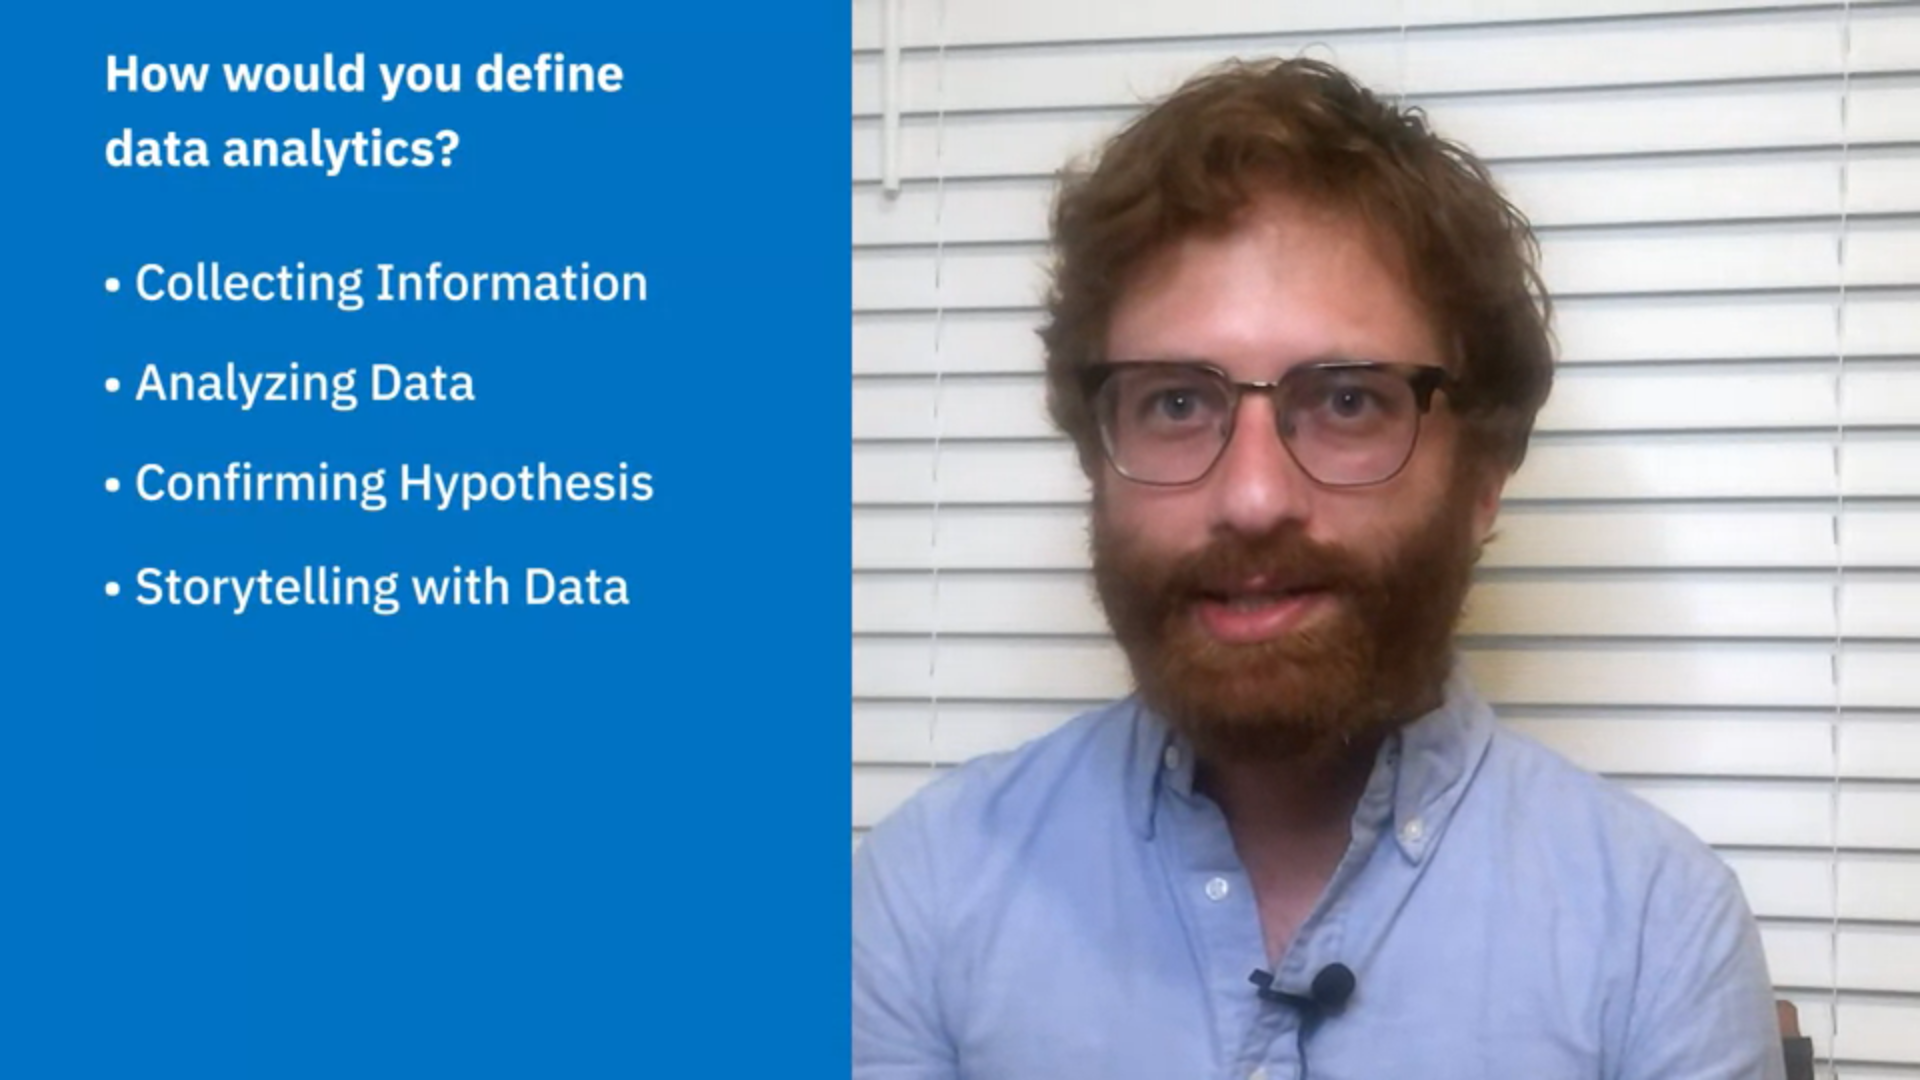 How would you define
data analytics?
• Collecting Information
• Analyzing Data
• Confirming Hypothesis
• Storytelling with Data